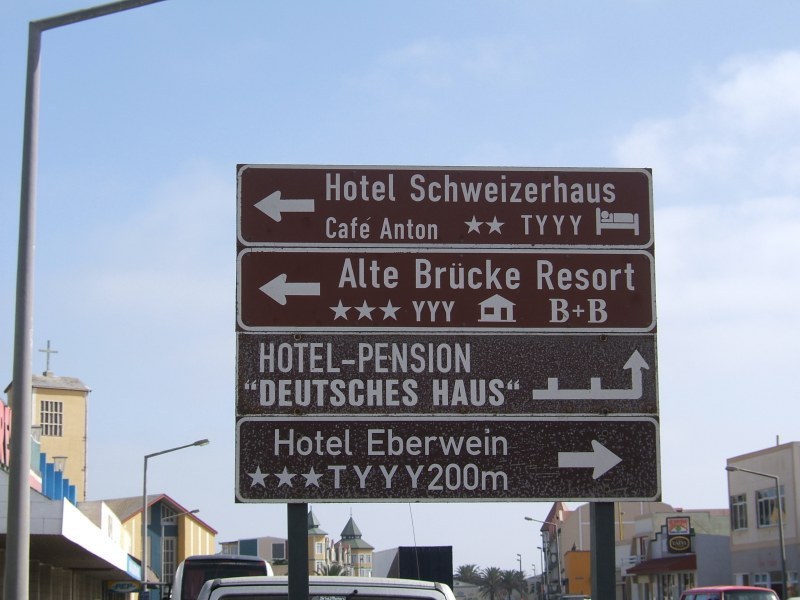 Hotel Schweizerhaus
Café Anton ★★ TYYY
Alte Brücke Resort
★★★ YYY B+B
HOTEL-PENSION
"DEUTSCHES HAUS"
Hotel Eberwein
★★★TYYY200m